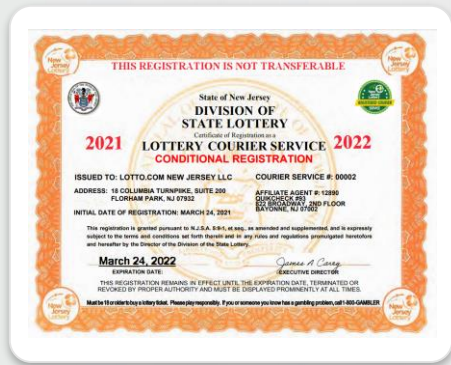 New Jersey Lottery
New Jersey Lottery
THIS REGISTRATION IS NOT TRANSFERABLE
State of New Jersey
DIVISION OF
STATE LOTTERY
Certificate of Registration as a
2021 LOTTERY COURIER SERVICE 2022
CONDITIONAL REGISTRATION
ISSUED TO: LOTTO.COM NEW JERSEY LLC COURIER SERVICE #: 00002
ADDRESS: 18 COLUMBIA TURNPIKE, SUITE 200
FLORHAM PARK, NJ 07932
AFFILIATE AGENT #: 12890
QUIKCHECK #93
622 BROADWAY, 2ND FLOOR
BAYONNE, NJ 07002
INITIAL DATE OF REGISTRATION: MARCH 24, 2021
This registration is granted pursuant to N.J.S.A. 5:9-1, et seq., as amended and supplemented, and is expressly
subject to the terms and conditions set forth therein and in any rules and regulations promulgated heretofore
and hereafter by the Director of the Division of the State Lottery.
March 24, 2022
EXPIRATION DATE:
James A Carey
EXECUTIVE DIRECTOR
THIS REGISTRATION REMAINS IN EFFECT UNTIL THE EXPIRATION DATE, TERMINATED OR
REVOKED BY PROPER AUTHORITY AND MUST BE DISPLAYED PROMINENTLY AT ALL TIMES.
Must be 18 or older to buy a lottery ticket. Please play responsibly. If you or someone you know has a gambling problem, call 1-800-GAMBLER
New Jersey Lottery
New Jersey Lottery